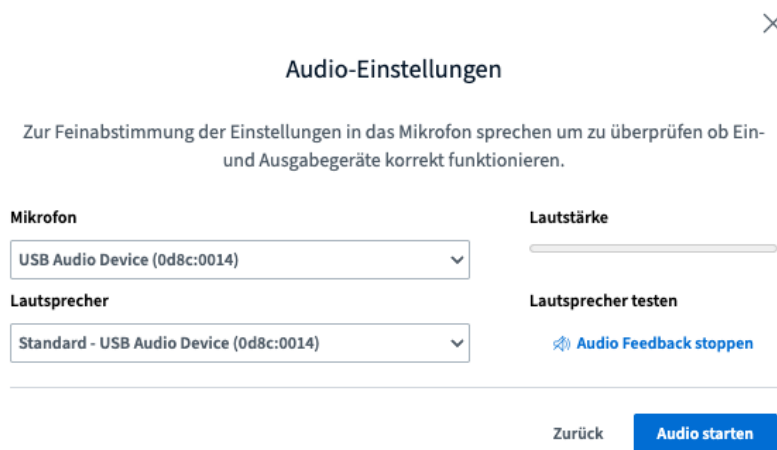 Audio-Einstellungen
Zur Feinabstimmung der Einstellungen in das Mikrofon sprechen um zu überprüfen ob Ein-
und Ausgabegeräte korrekt funktionieren.
Mikrofon
USB Audio Device (0d8c:0014)
Lautstärke
Lautsprecher
Standard - USB Audio Device (0d8c:0014)
Lautsprecher testen
Audio Feedback stoppen
Zurück
Audio starten